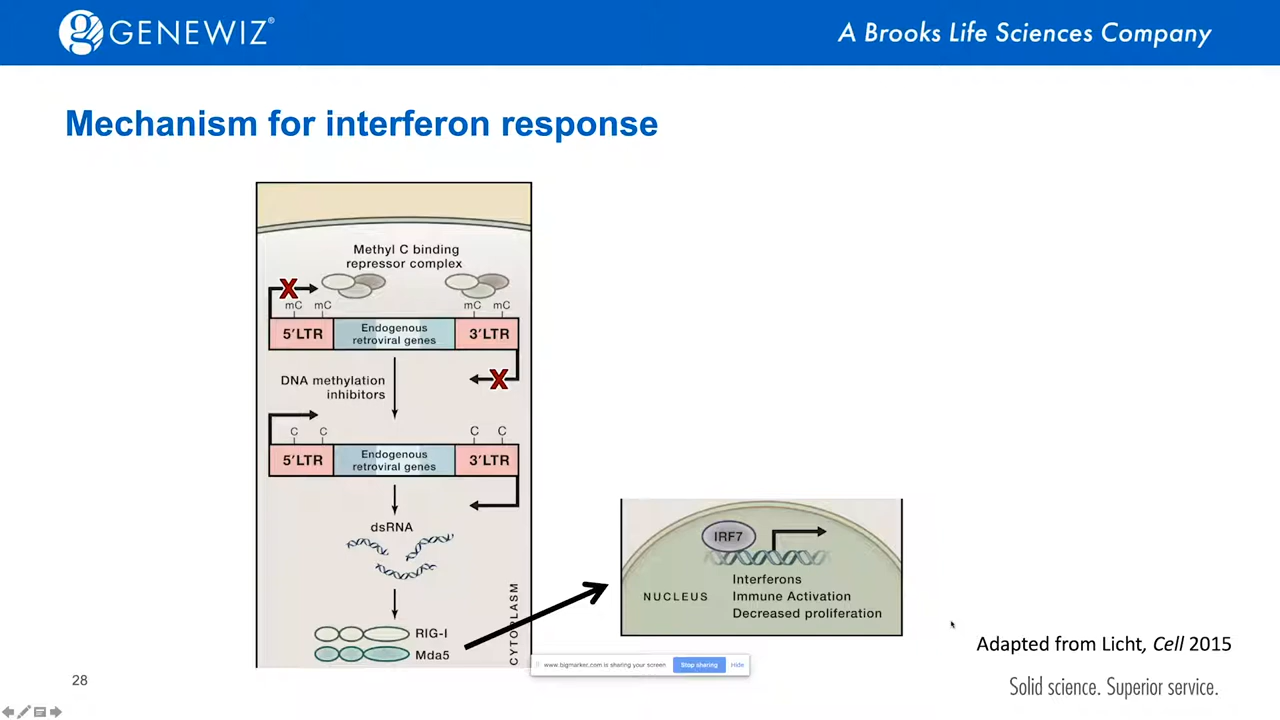 GENEWIZ®
A Brooks Life Sciences Company
Mechanism for interferon response
Methyl C binding
repressor complex
X
mC mC mC mC
5'LTR Endogenous retroviral genes 3'LTR
X
DNA methylation
inhibitors
C C C C
5'LTR Endogenous retroviral genes 3'LTR
dsRNA
RIG-I
Mda5
CYTOPLASM
IRF7
NUCLEUS
Interferons
Immune Activation
Decreased proliferation
www.bigmarker.com is sharing your screen Stop sharing Hide
Adapted from Licht, Cell 2015
28
Solid science. Superior service.